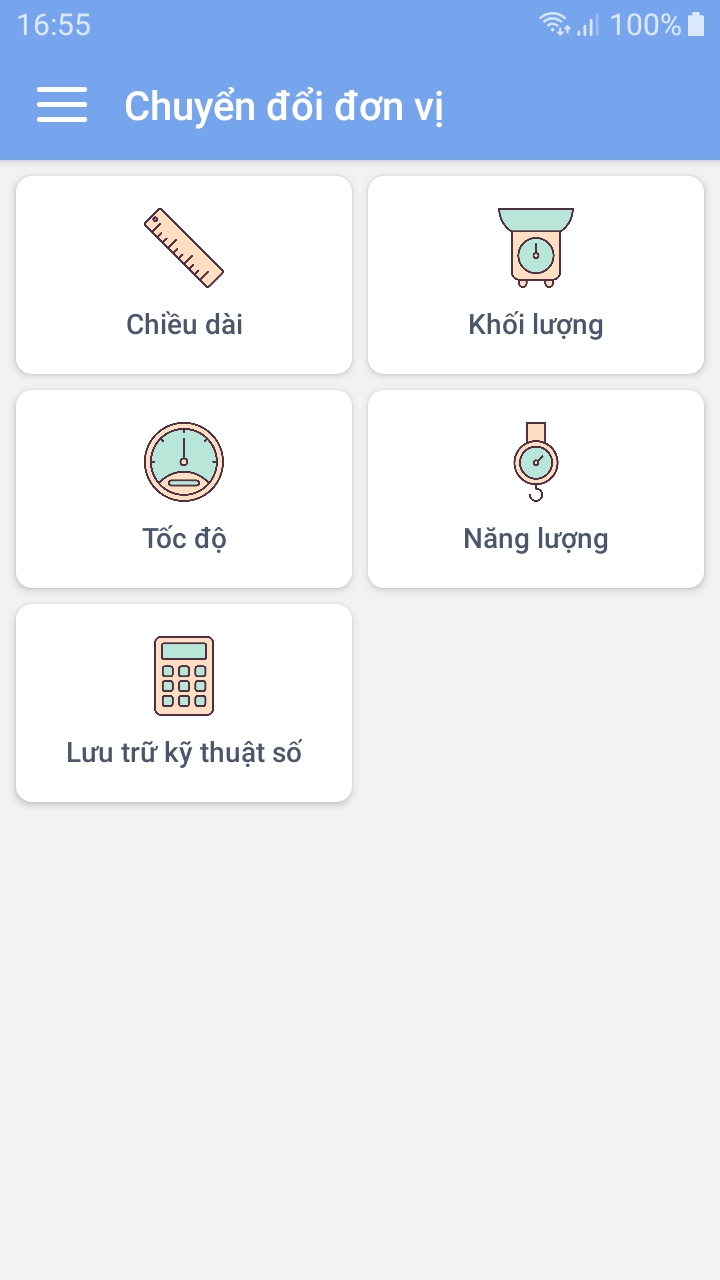 16:55
100%
Chuyển đổi đơn vị
Chiều dài
Khối lượng
Tốc độ
Năng lượng
Lưu trữ kỹ thuật số